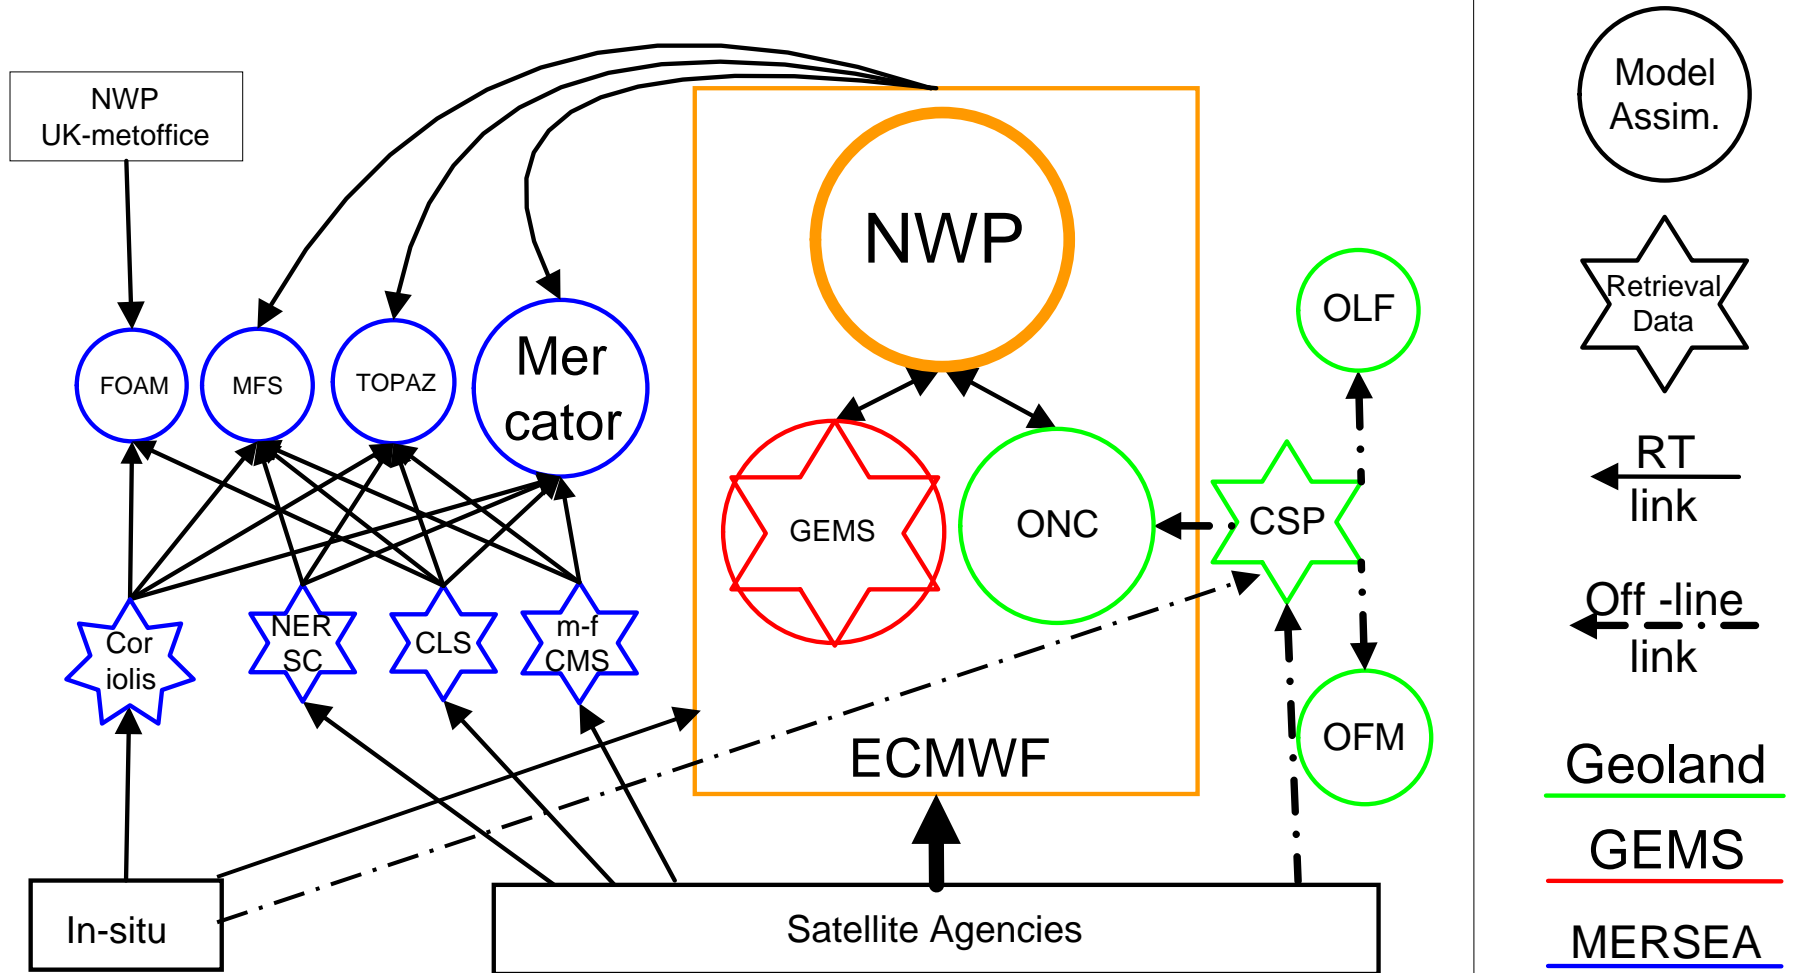 NWP
UK-metoffice
FOAM
MFS
TOPAZ
Mer
cator
NWP
GEMS
ONC
OLF
CSP
OFM
Cor
iolis
NER
SC
CLS
m-f
CMS
ECMWF
In-situ
Satellite Agencies
Model
Assim.
Retrieval
Data
RT
link
Off -line
link
Geoland
GEMS
MERSEA